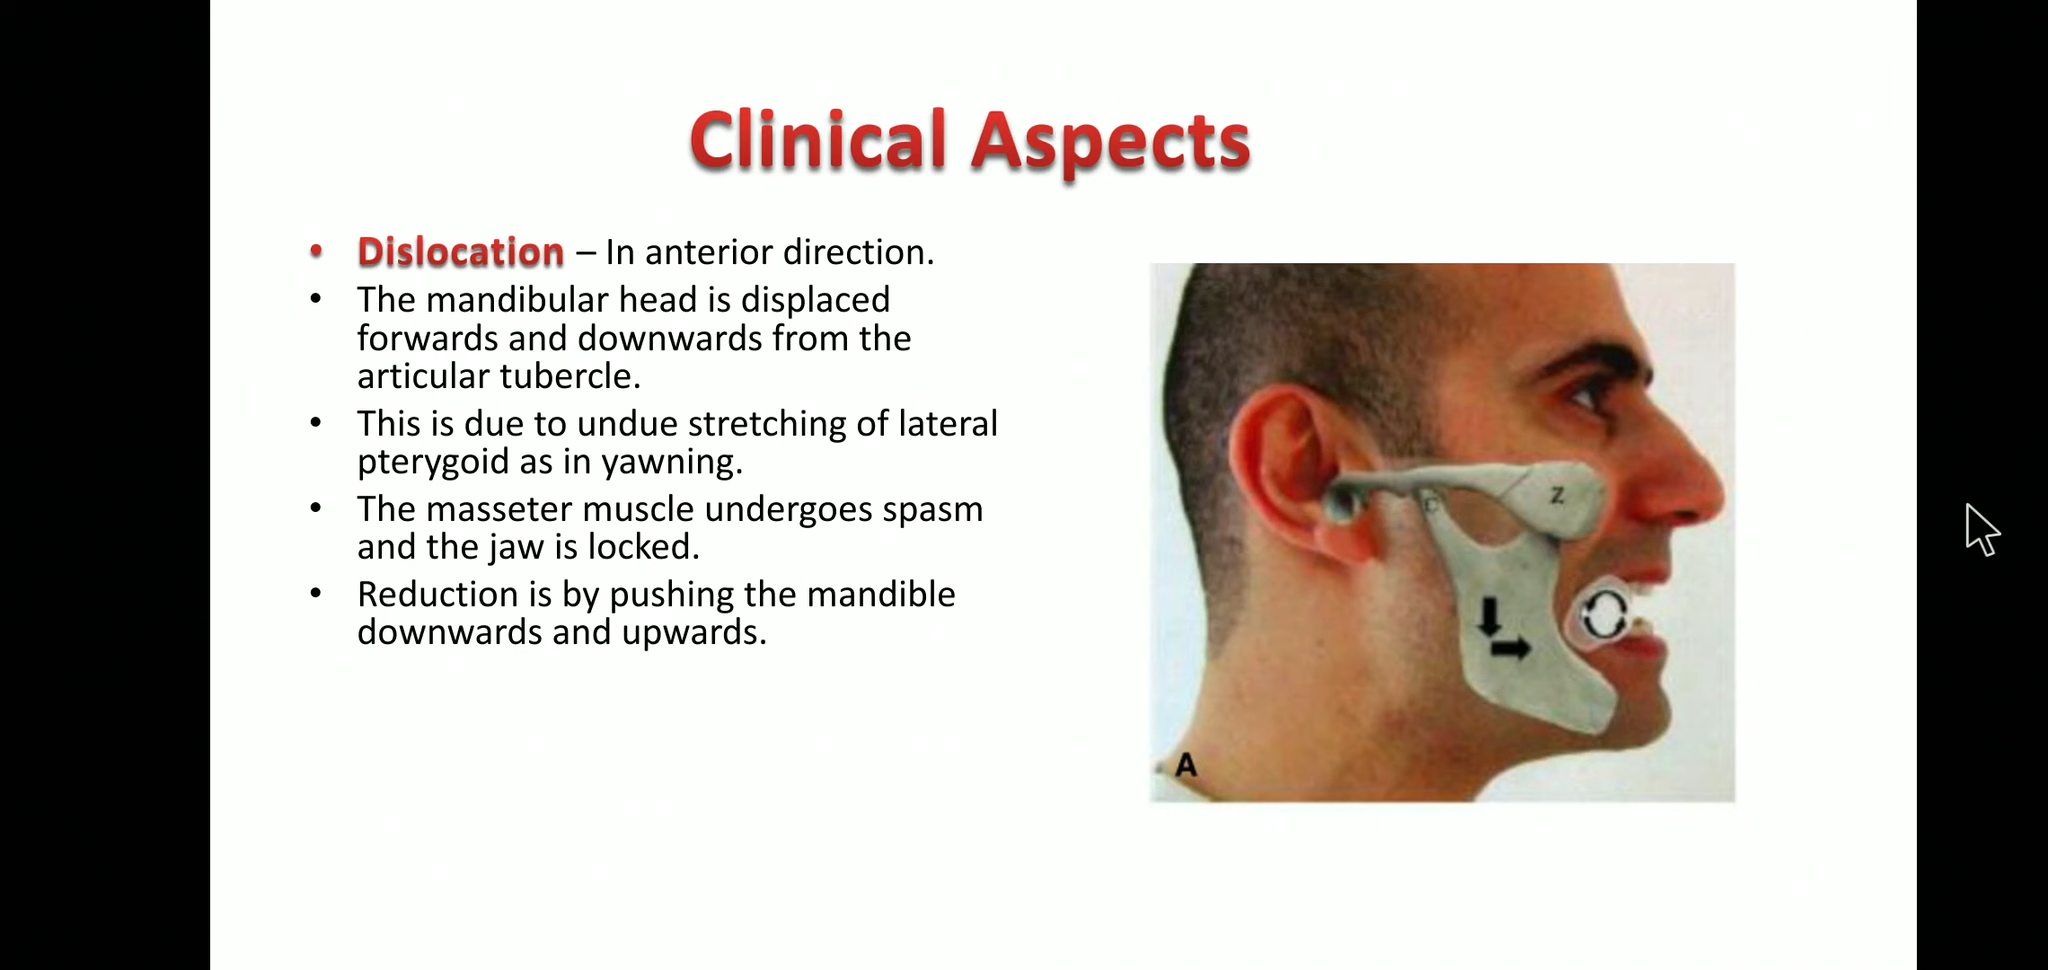 Clinical Aspects
• Dislocation – In anterior direction.
• The mandibular head is displaced
forwards and downwards from the
articular tubercle.
• This is due to undue stretching of lateral
pterygoid as in yawning.
• The masseter muscle undergoes spasm
and the jaw is locked.
• Reduction is by pushing the mandible
downwards and upwards.
Z
C
A